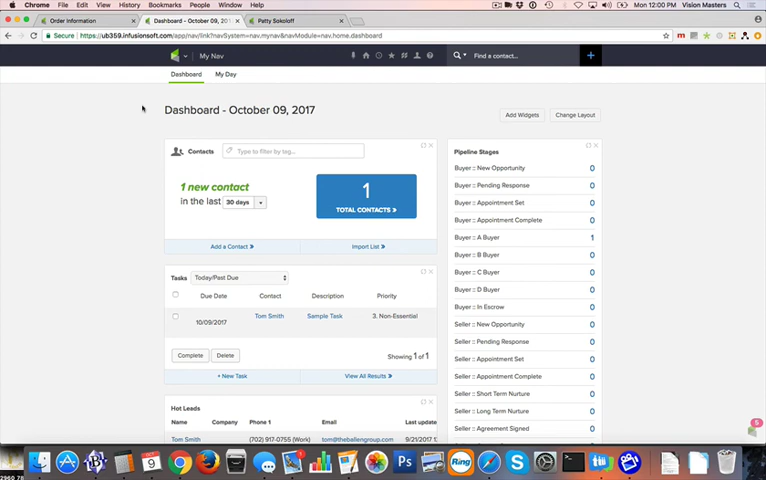 Chrome File Edit View History Bookmarks People Window Help
Mon 12:00 PM Vision Masters
Order Information
Dashboard - October 09, 201
Patty Sokoloff
Secure https://ub359.infusionsoft.com/app/nav/link?navSystem=nav.mynav&navModule=nav.home.dashboard
My Nav
Find a contact...
Dashboard My Day
Dashboard - October 09, 2017
Add Widgets
Change Layout
Contacts
Type to filter by tag...
1 new contact
in the last 30 days
1
TOTAL CONTACTS »
Add a Contact »
Import List »
Tasks Today/Past Due
Due Date Contact Description Priority
10/09/2017 Tom Smith Sample Task 3. Non-Essential
Complete Delete
Showing 1 of 1
+ New Task
View All Results »
Hot Leads
Name Company Phone 1 Email Last update
Tom Smith (702) 917-0755 (Work) tom@theballengroup.com 9/21/2017 1
Pipeline Stages
Buyer :: New Opportunity 0
Buyer :: Pending Response 0
Buyer :: Appointment Set 0
Buyer :: Appointment Complete 0
Buyer :: A Buyer 1
Buyer :: B Buyer 0
Buyer :: C Buyer 0
Buyer :: D Buyer 0
Buyer :: In Escrow 0
Seller :: New Opportunity 0
Seller :: Pending Response 0
Seller :: Appointment Set 0
Seller :: Appointment Complete 0
Seller :: Short Term Nurture 0
Seller :: Long Term Nurture 0
Seller :: Agreement Signed 0
5
9
Ps
Ring
2960 78